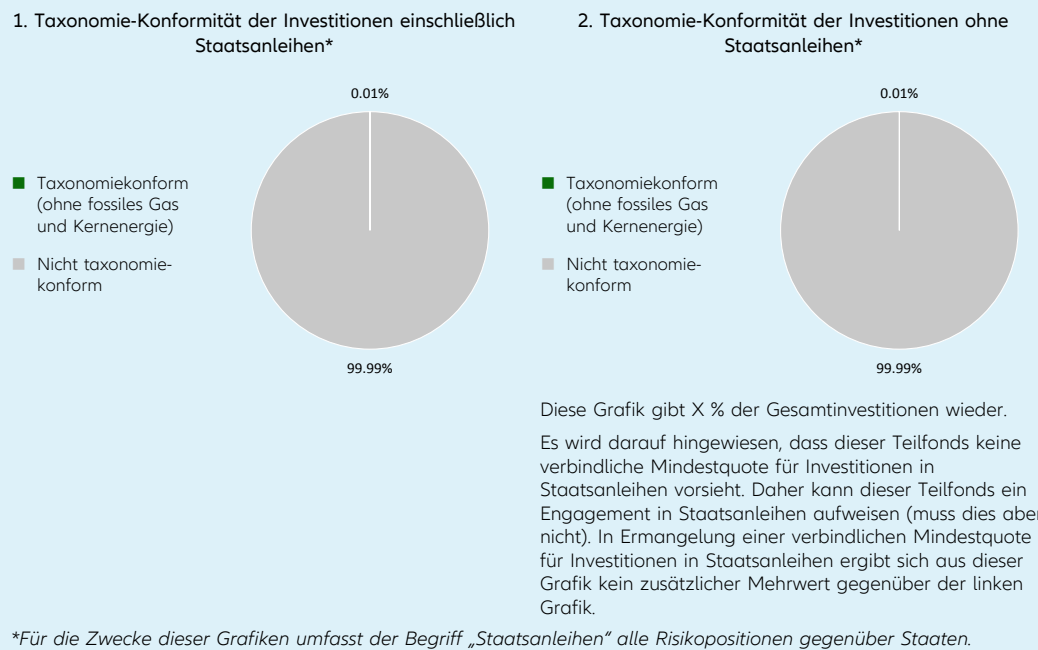 1. Taxonomie-Konformität der Investitionen einschließlich
Staatsanleihen*
0.01%
Taxonomiekonform
(ohne fossiles Gas
und Kernenergie)
Nicht taxonomie-
konform
99.99%
2. Taxonomie-Konformität der Investitionen ohne
Staatsanleihen*
0.01%
Taxonomiekonform
(ohne fossiles Gas
und Kernenergie)
Nicht taxonomie-
konform
99.99%
Diese Grafik gibt X % der Gesamtinvestitionen wieder.
Es wird darauf hingewiesen, dass dieser Teilfonds keine
verbindliche Mindestquote für Investitionen in
Staatsanleihen vorsieht. Daher kann dieser Teilfonds ein
Engagement in Staatsanleihen aufweisen (muss dies aber
nicht). In Ermangelung einer verbindlichen Mindestquote
für Investitionen in Staatsanleihen ergibt sich aus dieser
Grafik kein zusätzlicher Mehrwert gegenüber der linken
Grafik.
*Für die Zwecke dieser Grafiken umfasst der Begriff „Staatsanleihen“ alle Risikopositionen gegenüber Staaten.